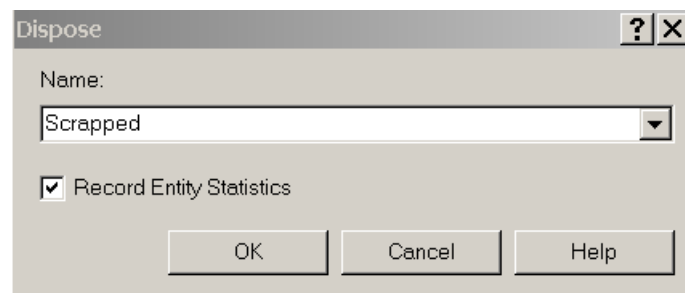 Dispose ? X
Name:
Scrapped
Record Entity Statistics
OK Cancel Help